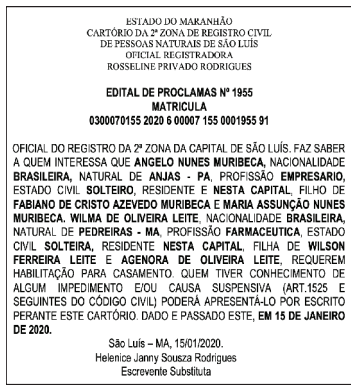 ESTADO DO MARANHÃO
CARTÓRIO DA 2ª ZONA DE REGISTRO CIVIL
DE PESSOAS NATURAIS DE SÃO LUÍS
OFICIAL REGISTRADORA
ROSSELINE PRIVADO RODRIGUES
EDITAL DE PROCLAMAS Nº 1955
MATRICULA
0300070155 2020 6 00007 155 0001955 91
OFICIAL DO REGISTRO DA 2ª ZONA DA CAPITAL DE SÃO LUÍS. FAZ SABER
A QUEM INTERESSA QUE ANGELO NUNES MURIBECA, NACIONALIDADE
BRASILEIRA, NATURAL DE ANJAS - PA, PROFISSÃO EMPRESARIO,
ESTADO CIVIL SOLTEIRO, RESIDENTE E NESTA CAPITAL, FILHO DE
FABIANO DE CRISTO AZEVEDO MURIBECA E MARIA ASSUNÇÃO NUNES
MURIBECA. WILMA DE OLIVEIRA LEITE, NACIONALIDADE BRASILEIRA,
NATURAL DE PEDREIRAS - MA, PROFISSÃO FARMACEUTICA, ESTADO
CIVIL SOLTEIRA, RESIDENTE NESTA CAPITAL, FILHA DE WILSON
FERREIRA LEITE E AGENORA DE OLIVEIRA LEITE, REQUEREM
HABILITAÇÃO PARA CASAMENTO. QUEM TIVER CONHECIMENTO DE
ALGUM IMPEDIMENTO E/OU CAUSA SUSPENSIVA (ART.1525 E
SEGUINTES DO CÓDIGO CIVIL) PODERÁ APRESENTÁ-LO POR ESCRITO
PERANTE ESTE CARTÓRIO. DADO E PASSADO ESTE, EM 15 DE JANEIRO
DE 2020.
São Luís – MA, 15/01/2020.
Helenice Janny Sousza Rodrigues
Escrevente Substituta